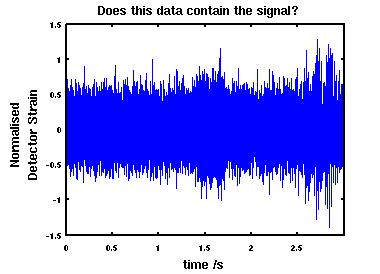 Does this data contain the signal?
1.5
1
0.5
0
-0.5
-1
-1.5
Normalised
Detector Strain
0 0.5 1 1.5 2 2.5
time /s